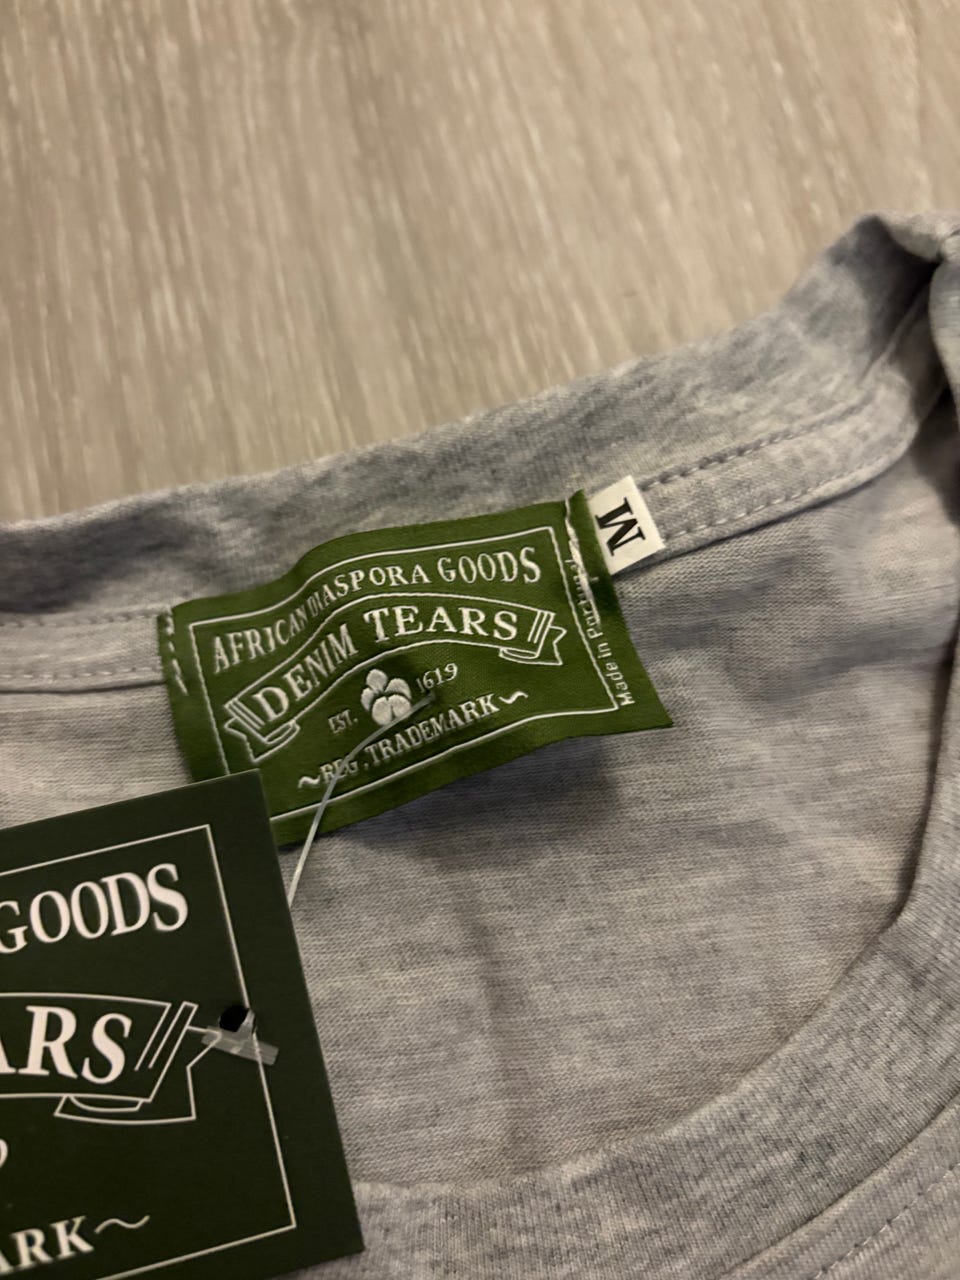 AFRICAN DIASPORA GOODS
DENIM TEARS
EST. 1619
~REG. TRADEMARK~
Made in Portugal
M
GOODS
ARS
ARK~